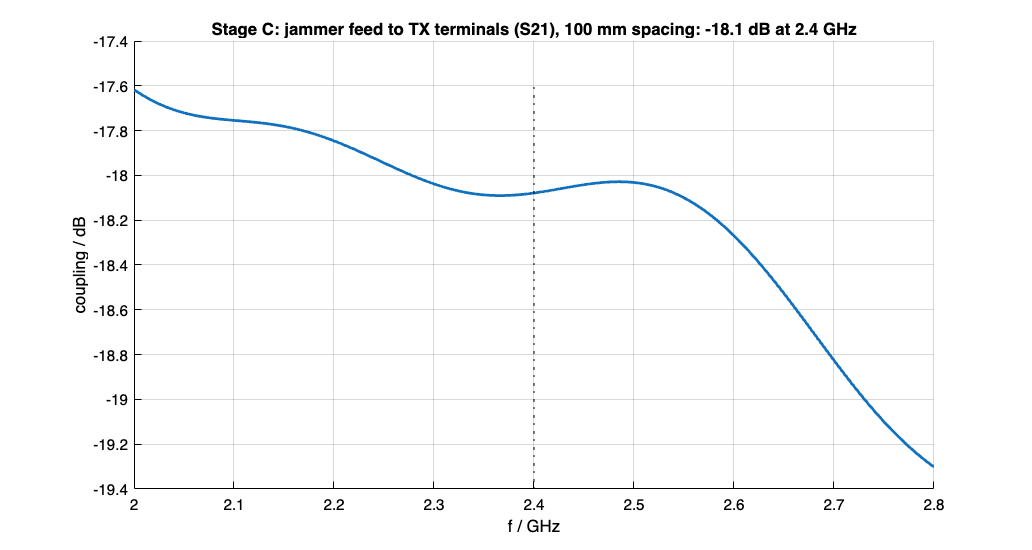 Stage C: jammer feed to TX terminals (S21), 100 mm spacing: -18.1 dB at 2.4 GHz
-17.4
-17.6
-17.8
-18
-18.2
-18.4
-18.6
-18.8
-19
-19.2
-19.4
coupling / dB
2 2.1 2.2 2.3 2.4 2.5 2.6 2.7 2.8
f / GHz